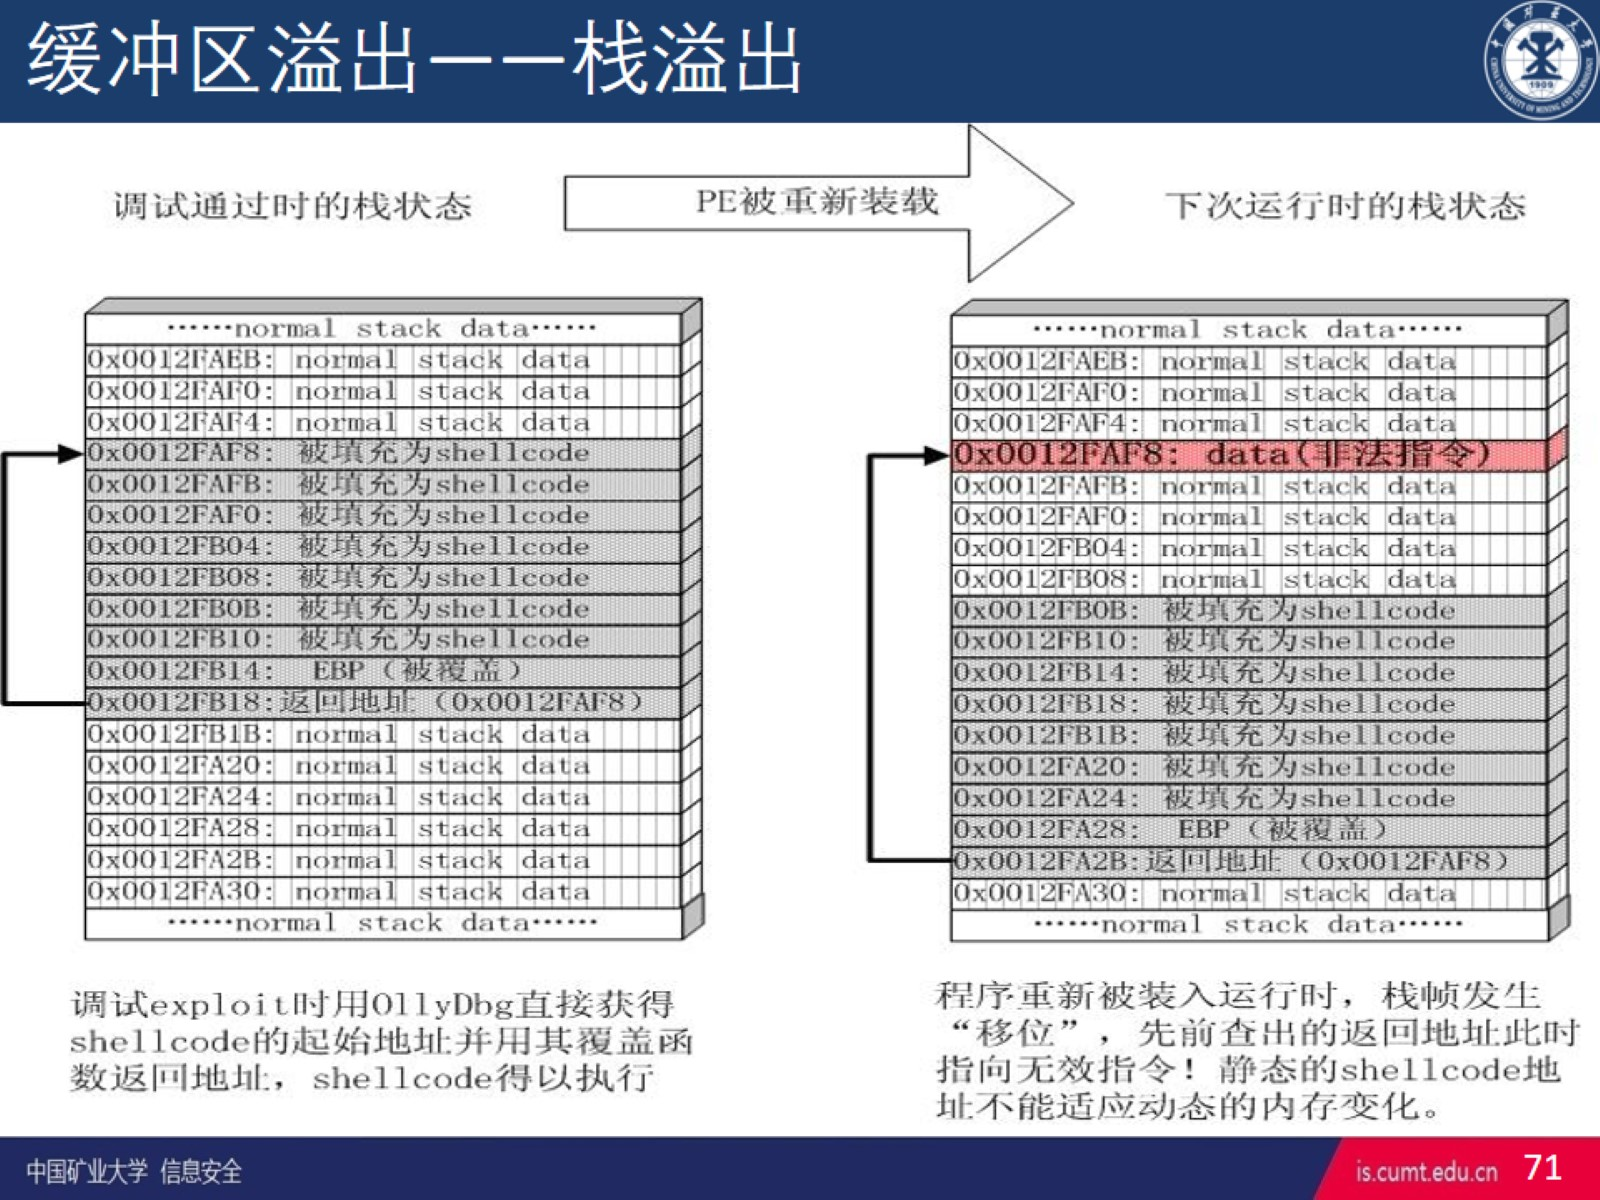 缓冲区溢出——栈溢出
调试通过时的栈状态
PE被重新装载
下次运行时的栈状态
······normal stack data······
0x0012FAEB: normal stack data
0x0012FAF0: normal stack data
0x0012FAF4: normal stack data
0x0012FAF8: 被填充为shellcode
0x0012FAFB: 被填充为shellcode
0x0012FAF0: 被填充为shellcode
0x0012FB04: 被填充为shellcode
0x0012FB08: 被填充为shellcode
0x0012FB0B: 被填充为shellcode
0x0012FB10: 被填充为shellcode
0x0012FB14: EBP（被覆盖）
0x0012FB18:返回地址（0x0012FAF8）
0x0012FB1B: normal stack data
0x0012FA20: normal stack data
0x0012FA24: normal stack data
0x0012FA28: normal stack data
0x0012FA2B: normal stack data
0x0012FA30: normal stack data
······normal stack data······
······normal stack data······
0x0012FAEB: normal stack data
0x0012FAF0: normal stack data
0x0012FAF4: normal stack data
0x0012FAF8: data(非法指令)
0x0012FAFB: normal stack data
0x0012FAF0: normal stack data
0x0012FB04: normal stack data
0x0012FB08: normal stack data
0x0012FB0B: 被填充为shellcode
0x0012FB10: 被填充为shellcode
0x0012FB14: 被填充为shellcode
0x0012FB18: 被填充为shellcode
0x0012FB1B: 被填充为shellcode
0x0012FA20: 被填充为shellcode
0x0012FA24: 被填充为shellcode
0x0012FA28: EBP（被覆盖）
0x0012FA2B:返回地址（0x0012FAF8）
0x0012FA30: normal stack data
······normal stack data······
调试exploit时用OllyDbg直接获得
shellcode的起始地址并用其覆盖函
数返回地址，shellcode得以执行
程序重新被装入运行时，栈帧发生
“移位”，先前查出的返回地址此时
指向无效指令！静态的shellcode地
址不能适应动态的内存变化。
中国矿业大学 信息安全
is.cumt.edu.cn 71
中国矿业大学
1909
CHINA UNIVERSITY OF MINING AND TECHNOLOGY